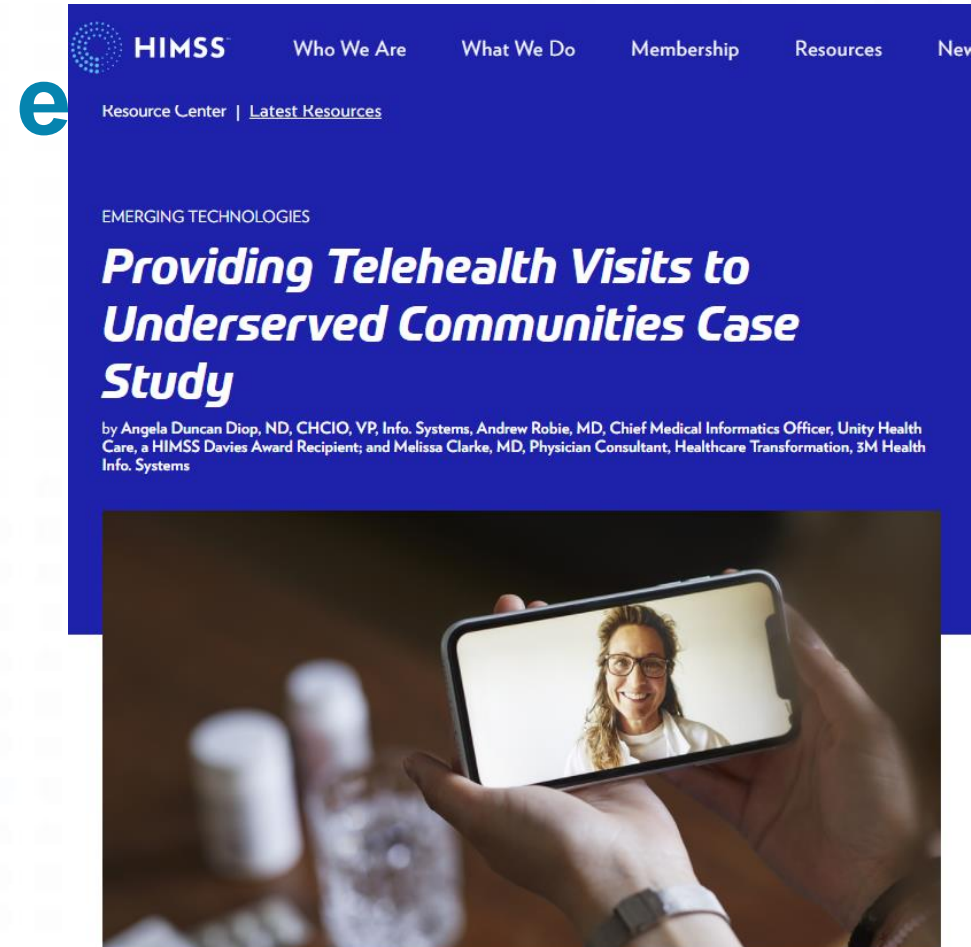 HIMSS
Who We Are
What We Do
Membership
Resources
New
e
Resource Center | Latest Resources
EMERGING TECHNOLOGIES
Providing Telehealth Visits to
Underserved Communities Case
Study
by Angela Duncan Diop, ND, CHCIO, VP, Info. Systems, Andrew Robie, MD, Chief Medical Informatics Officer, Unity Health
Care, a HIMSS Davies Award Recipient; and Melissa Clarke, MD, Physician Consultant, Healthcare Transformation, 3M Health
Info. Systems